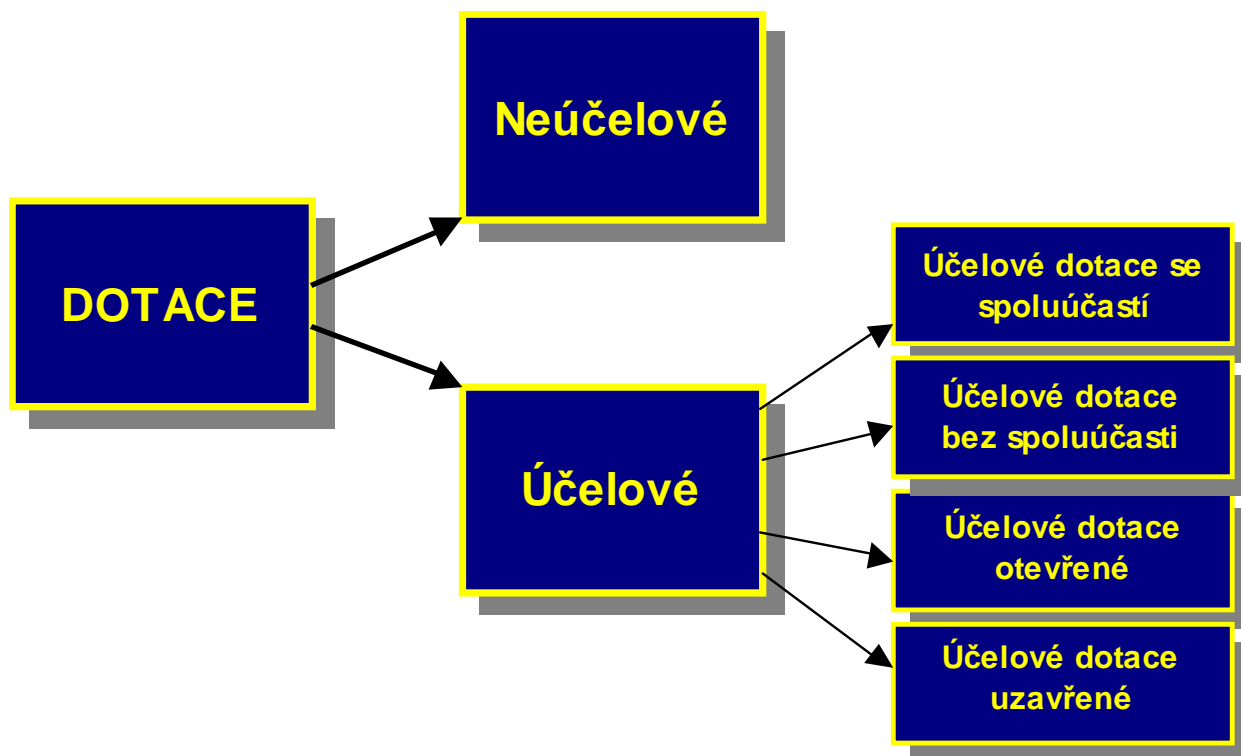 Neúčelové
DOTACE
Účelové
Účelové dotace se
spoluúčastí
Účelové dotace
bez spoluúčasti
Účelové dotace
otevřené
Účelové dotace
uzavřené